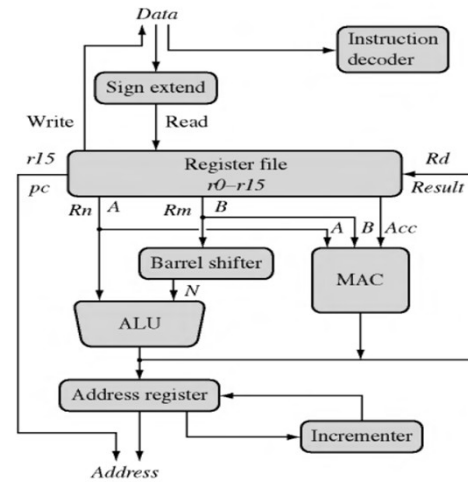 Data
Instruction
decoder
Sign extend
Write
Read
r15
Register file
Rd
pc
r0–r15
Result
Rn
A
Rm
B
A
B
Acc
Barrel shifter
MAC
N
ALU
Address register
Incrementer
Address